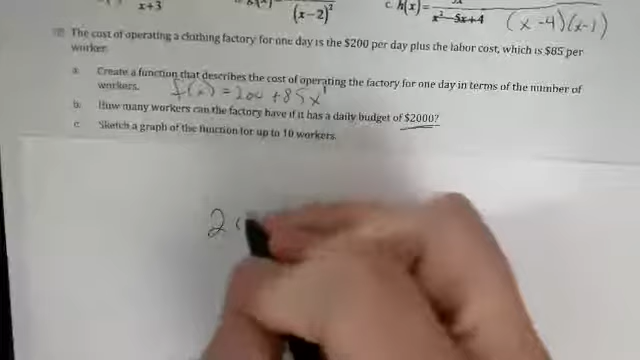 x+3
(x−2)²
c. h(x)=
x²−5x+4 (x-4)(x-1)
The cost of operating a clothing factory for one day is the $200 per day plus the labor cost, which is $85 per
worker.
a. Create a function that describes the cost of operating the factory for one day in terms of the number of
workers. f(x) = 200 + 85x
b. How many workers can the factory have if it has a daily budget of $2000?
c. Sketch a graph of the function for up to 10 workers.
2